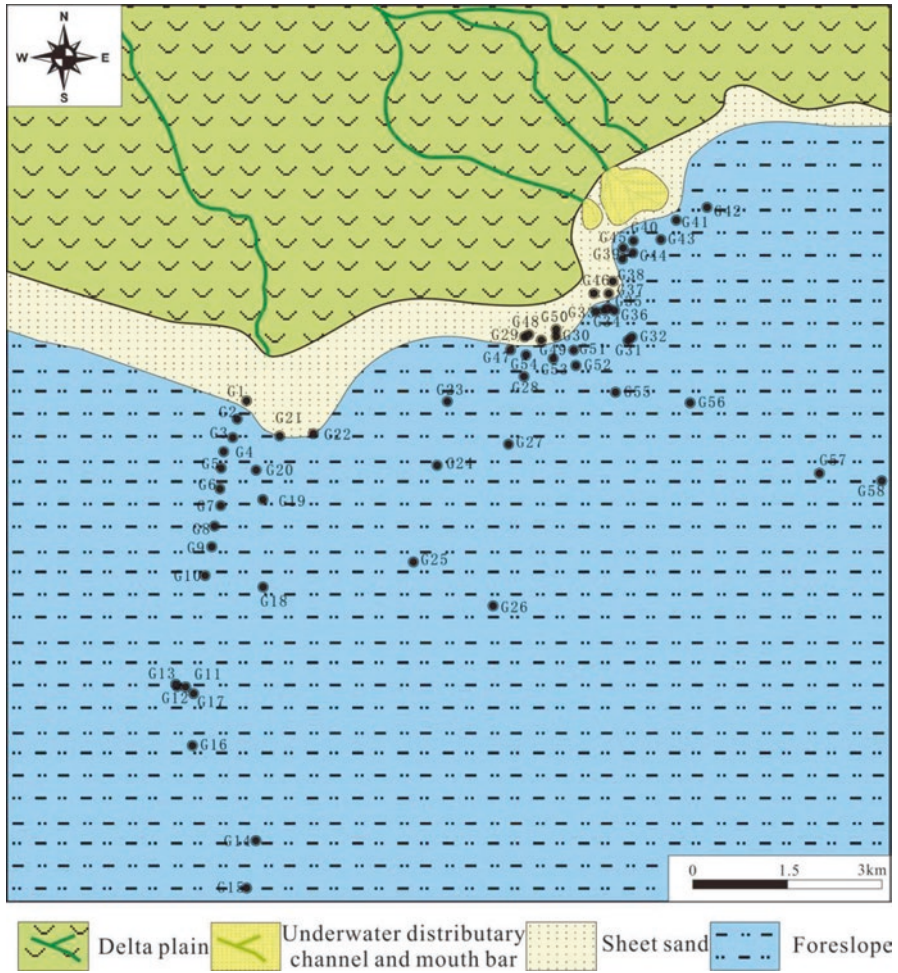 N
W E
S
G42
G40 G41
G45 G43
G39 G44
G38
G46 G37
G35
G33 G34 G36
G50
G48
G29 G30 G32
G49 G51 G31
G47
G54 G53 G52
G28
G55
G1 G23 G56
G2
G21
G3 G22
G27
G4
G5 G20 G24 G57
G6 G58
G7 G19
G8
G9
G10 G25
G18
G26
G13 G11
G12 G17
G16
G14
G15
0 1.5 3km
Delta plain
Underwater distributary
channel and mouth bar
Sheet sand
Foreslope